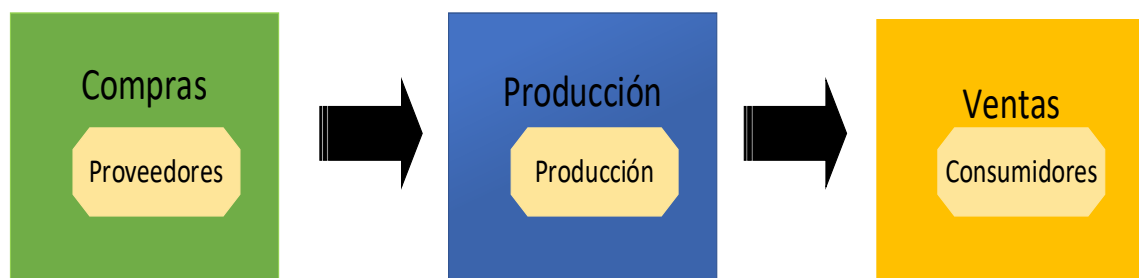 Compras
Proveedores
Producción
Producción
Ventas
Consumidores